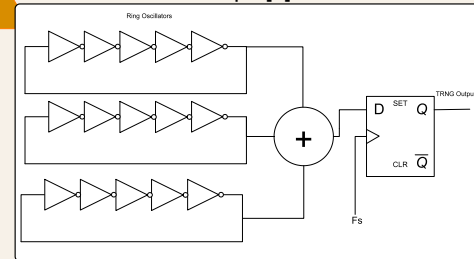 Ring Oscillators
TRNG Outpu
D SET Q
+
CLR Q̅
Fs